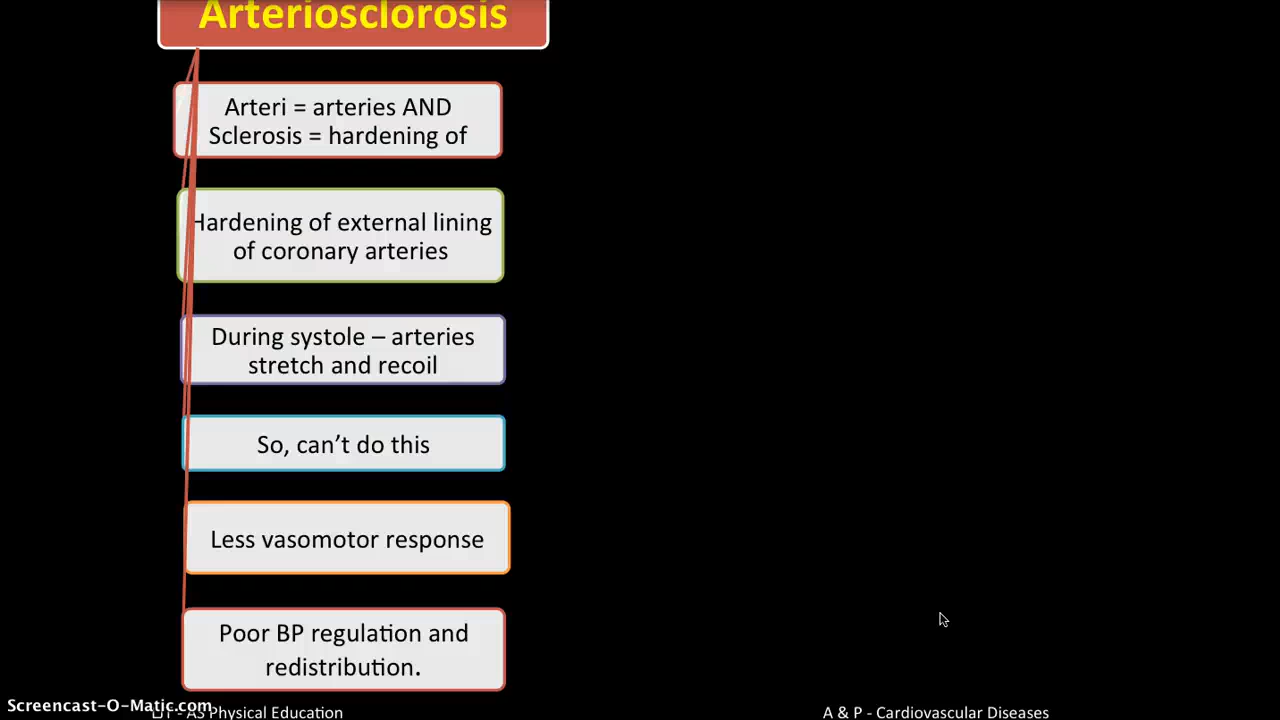 Arteriosclorosis
Arteri = arteries AND
Sclerosis = hardening of
Hardening of external lining
of coronary arteries
During systole – arteries
stretch and recoil
So, can’t do this
Less vasomotor response
Poor BP regulation and
redistribution.
Screencast-O-Matic.com
- AS Physical Education
A & P - Cardiovascular Diseases